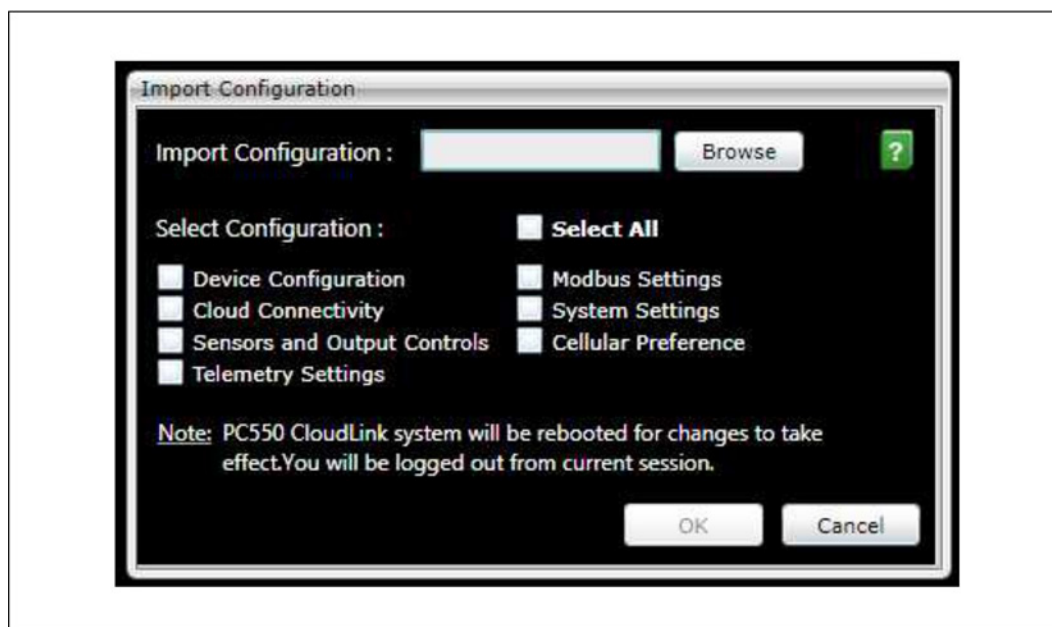 Import Configuration
Import Configuration : Browse ?
Select Configuration : Select All
Device Configuration Modbus Settings
Cloud Connectivity System Settings
Sensors and Output Controls Cellular Preference
Telemetry Settings
Note: PC550 CloudLink system will be rebooted for changes to take
effect.You will be logged out from current session.
OK Cancel